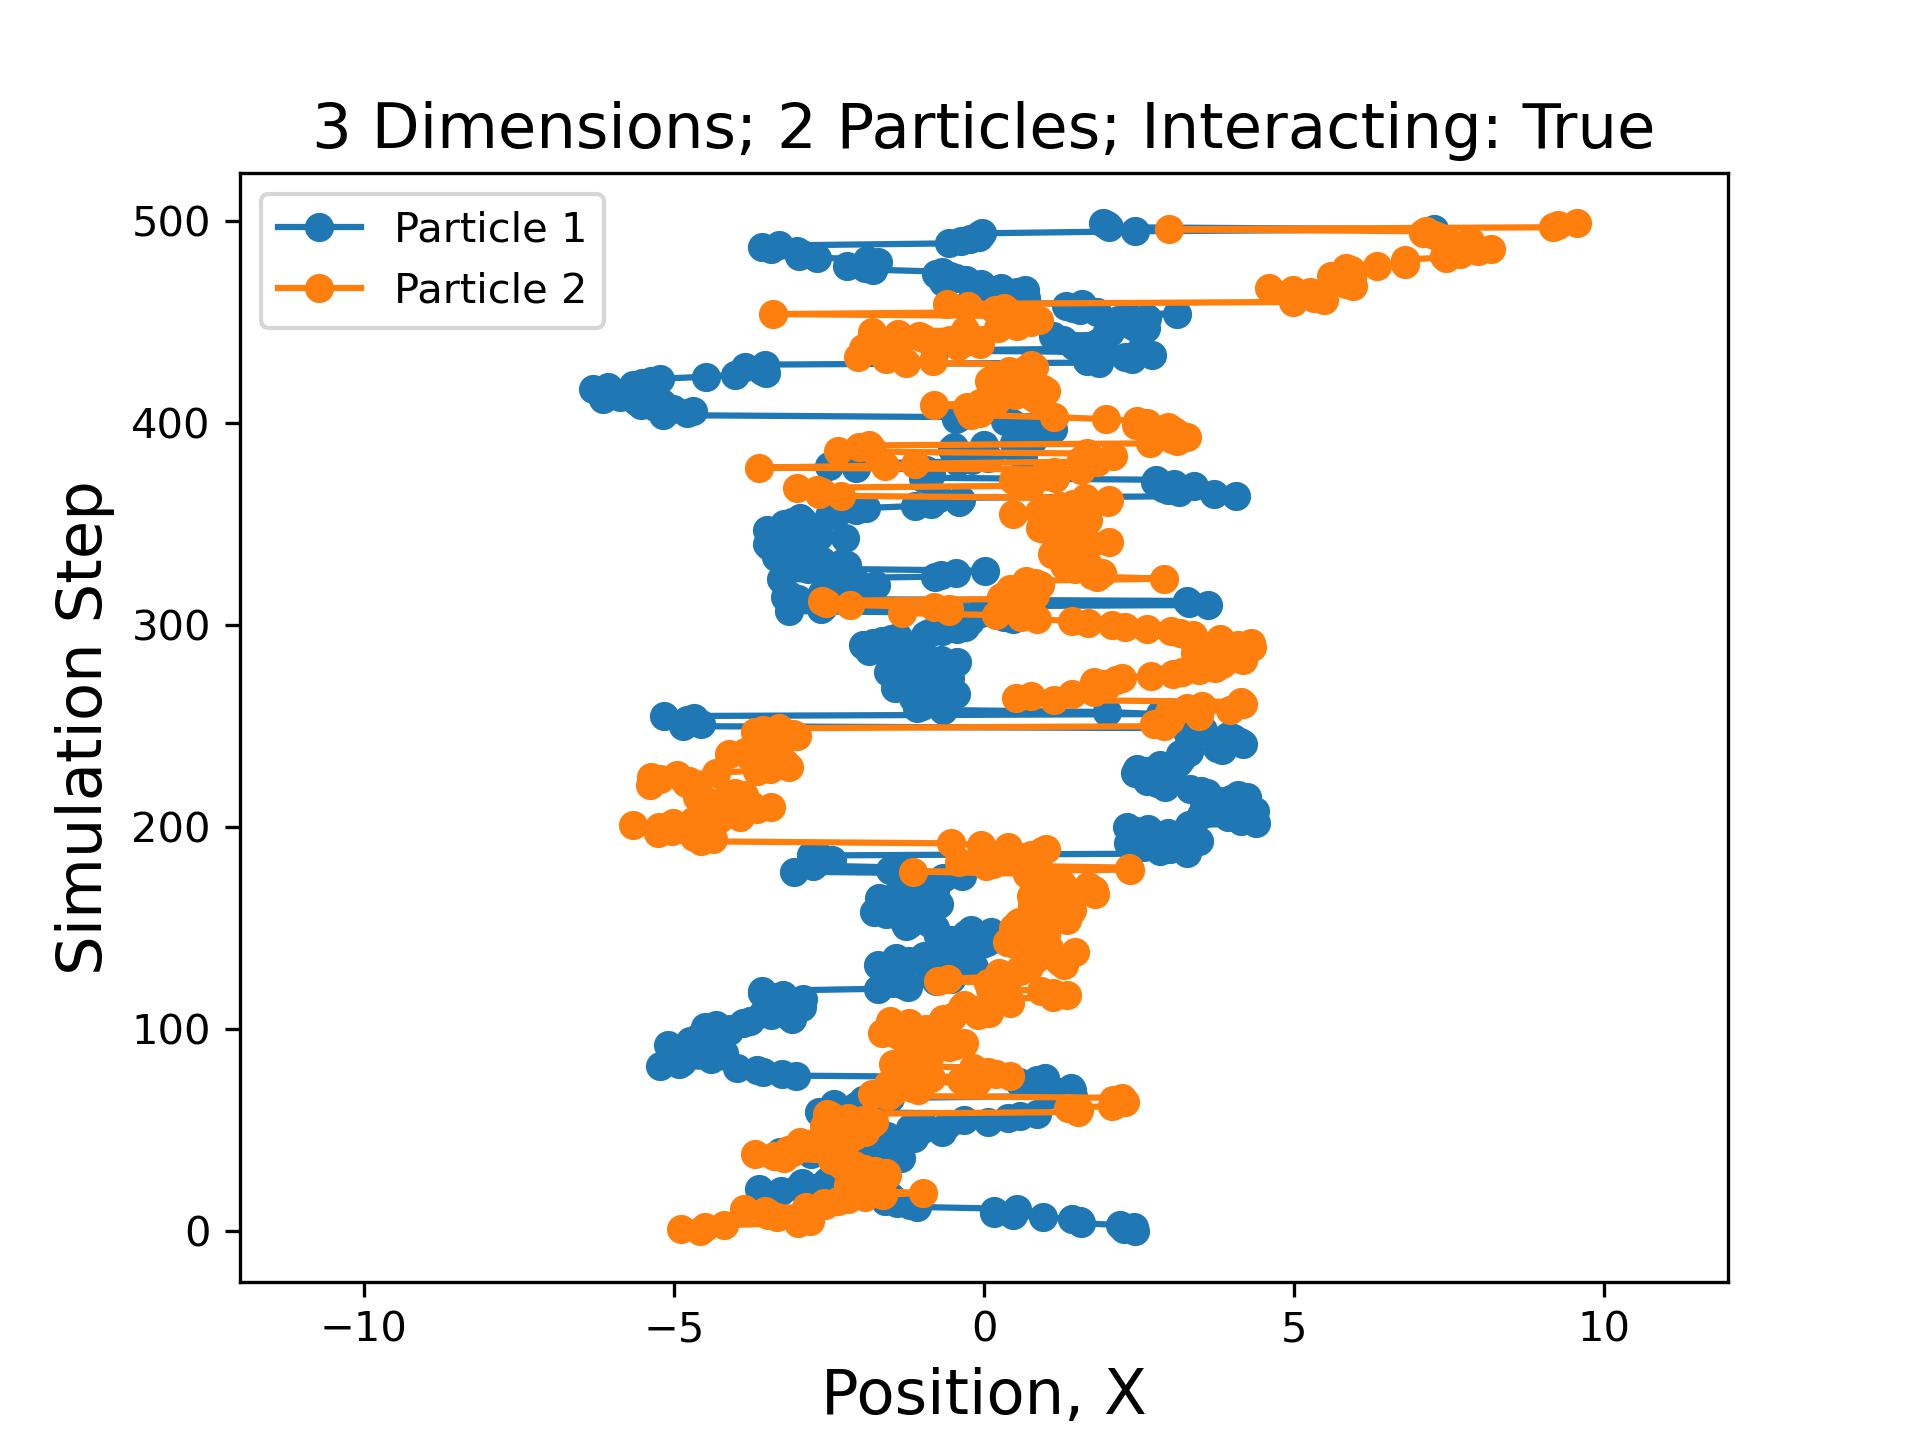 3 Dimensions; 2 Particles; Interacting: True
Particle 1
Particle 2
500
400
300
200
100
0
Simulation Step
−10
−5
0
5
10
Position, X